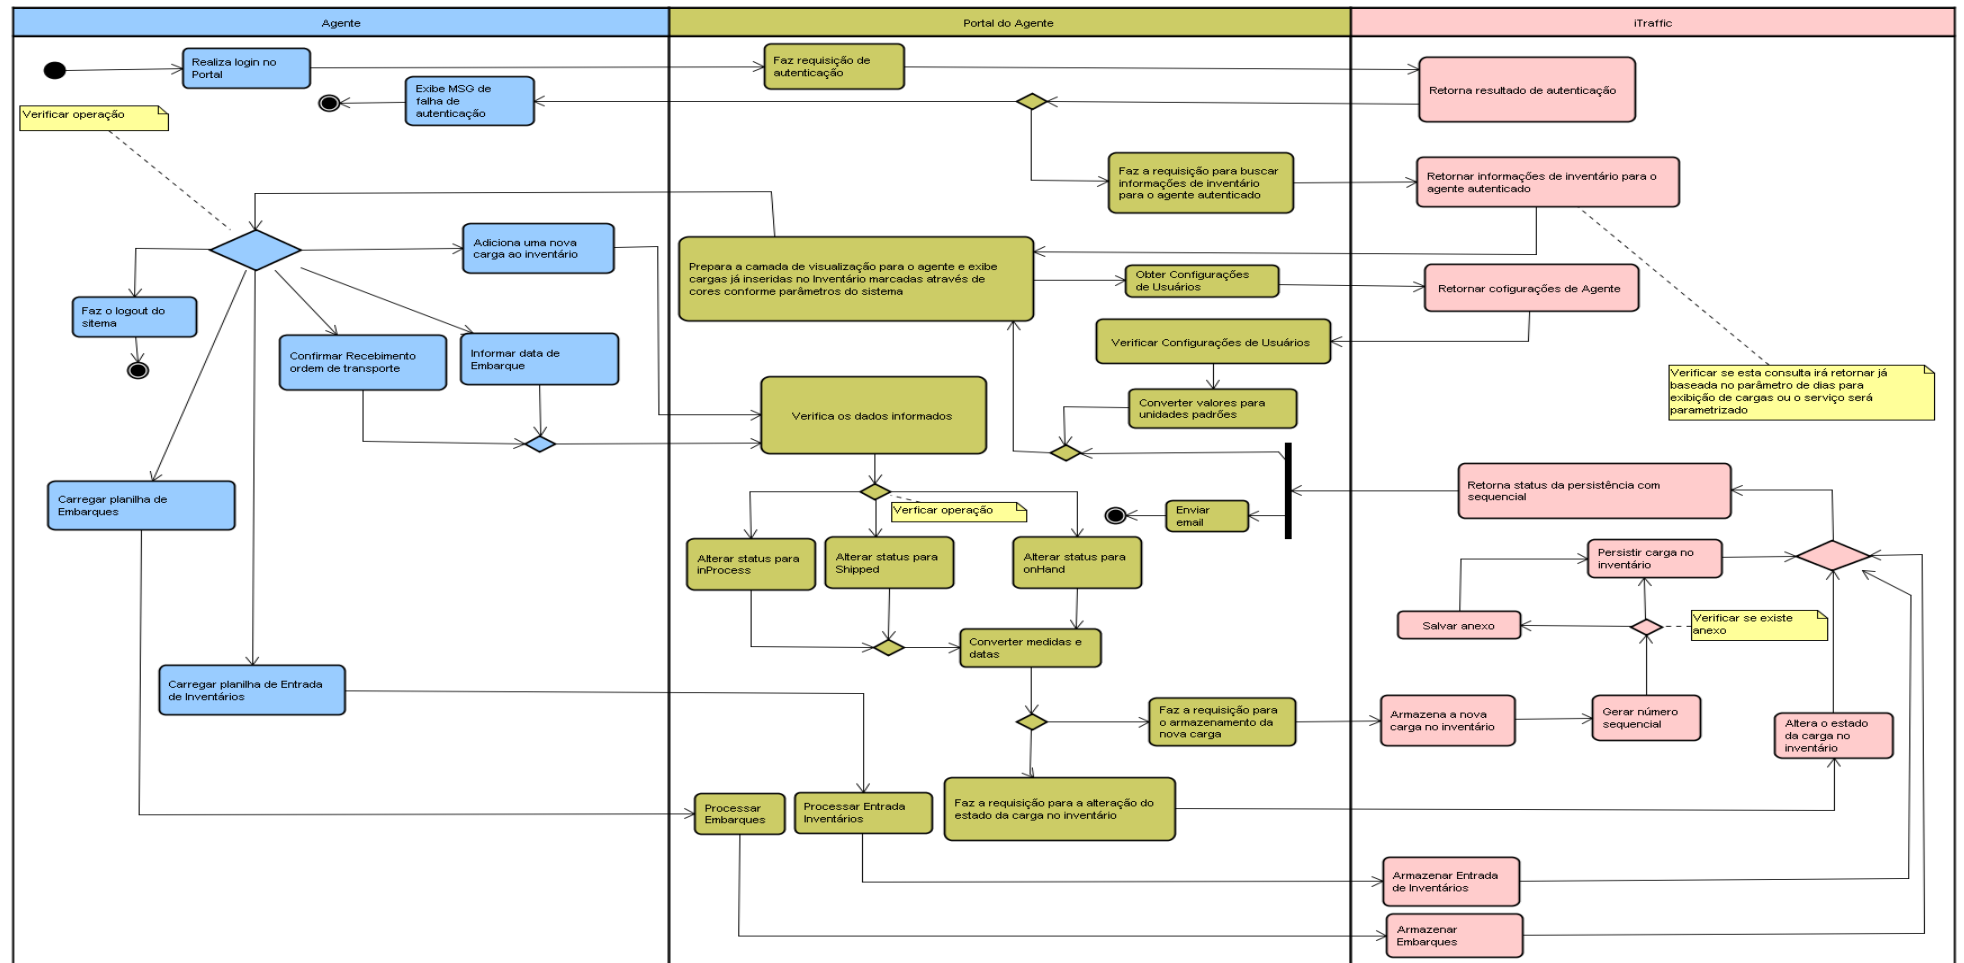 Agente
Portal do Agente
iTraffic
Realiza login no
Portal
Faz requisição de
autenticação
Retorna resultado de autenticação
Exibe MSG de
falha de
autenticação
Verificar operação
Faz a requisição para buscar
informações de inventário
para o agente autenticado
Retornar informações de inventário para o
agente autenticado
Adiciona uma nova
carga ao inventário
Prepara a camada de visualização para o agente e exibe
cargas já inseridas no Inventário marcadas através de
cores conforme parâmetros do sistema
Obter Configurações
de Usuários
Retornar cofigurações de Agente
Faz o logout do
sitema
Confirmar Recebimento
ordem de transporte
Informar data de
Embarque
Verificar Configurações de Usuários
Verificar se esta consulta irá retornar já
baseada no parâmetro de dias para
exibição de cargas ou o serviço será
parametrizado
Verifica os dados informados
Converter valores para
unidades padrões
Carregar planilha de
Embarques
Retorna status da persistência com
sequencial
Verficar operação
Enviar
email
Alterar status para
inProcess
Alterar status para
Shipped
Alterar status para
onHand
Persistir carga no
inventário
Salvar anexo
Verificar se existe
anexo
Converter medidas e
datas
Carregar planilha de Entrada
de Inventários
Faz a requisição para
o armazenamento da
nova carga
Armazena a nova
carga no inventário
Gerar número
sequencial
Altera o estado
da carga no
inventário
Processar
Embarques
Processar Entrada
Inventários
Faz a requisição para a alteração do
estado da carga no inventário
Armazenar Entrada
de Inventários
Armazenar
Embarques